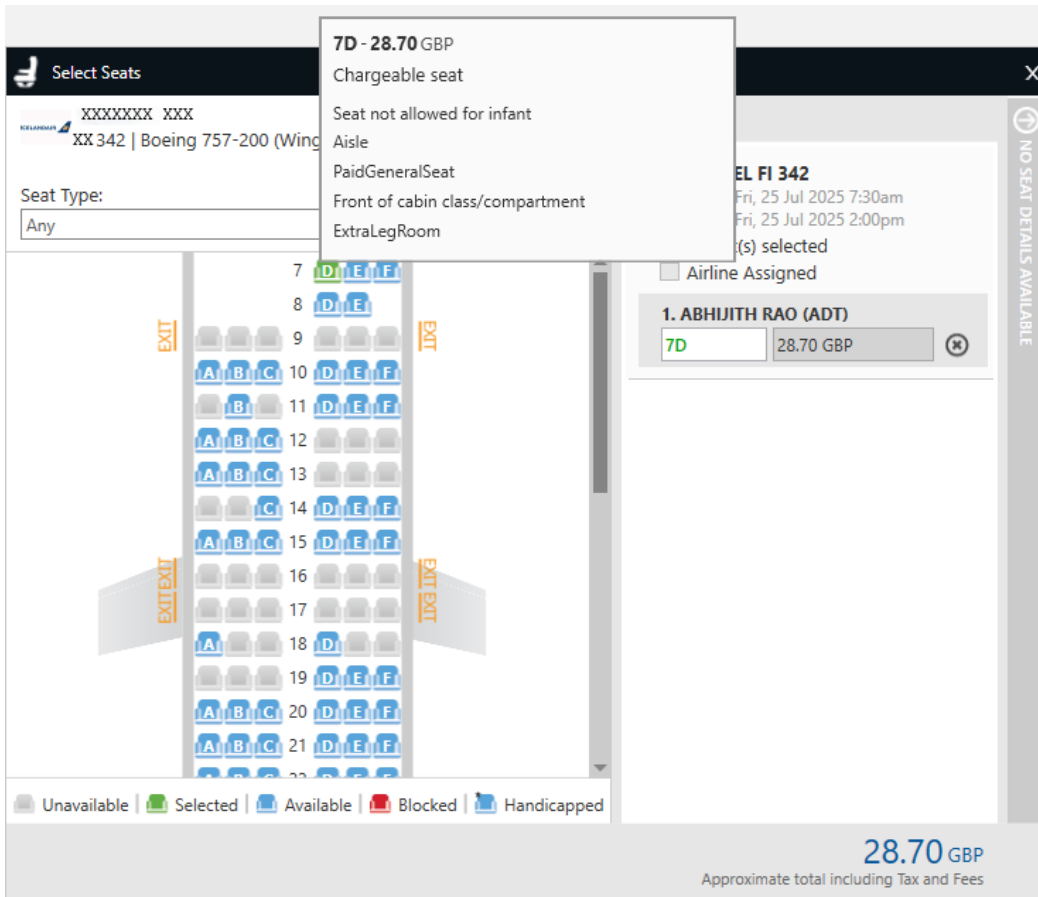 7D - 28.70 GBP
Chargeable seat
Seat not allowed for infant
Aisle
PaidGeneralSeat
Front of cabin class/compartment
ExtraLegRoom
Select Seats
X
ICELANDAIR
XXXXXXX XXX
XX 342 | Boeing 757-200 (Wing
Seat Type:
Any
7 D E F
8 D E
EXIT 9 EXIT
A B C 10 D E F
B 11 D E F
A B C 12
A B C 13
C 14 D E F
A B C 15 D E F
EXIT 16 EXIT
EXIT 17 EXIT
A 18 D
19 D E F
A B C 20 D E F
A B C 21 D E F
Unavailable | Selected | Available | Blocked | Handicapped
EL FI 342
Fri, 25 Jul 2025 7:30am
Fri, 25 Jul 2025 2:00pm
(s) selected
Airline Assigned
1. ABHIJITH RAO (ADT)
7D 28.70 GBP
NO SEAT DETAILS AVAILABLE
28.70 GBP
Approximate total including Tax and Fees